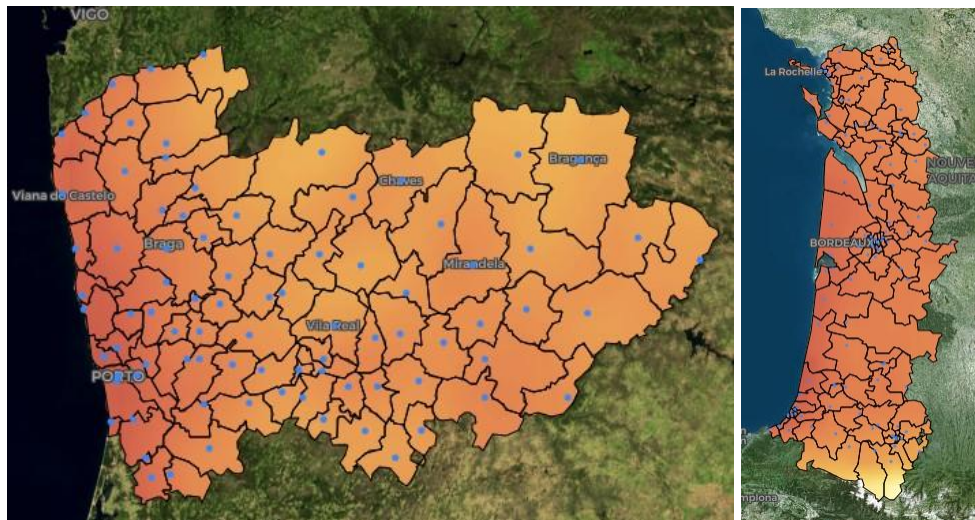 VIGO
Bragança
Chaves
Viana do Castelo
Braga
Mirandela
Vila Real
PORTO
La Rochelle
NOUVE
AQUITA
BORDEAUX
mplona